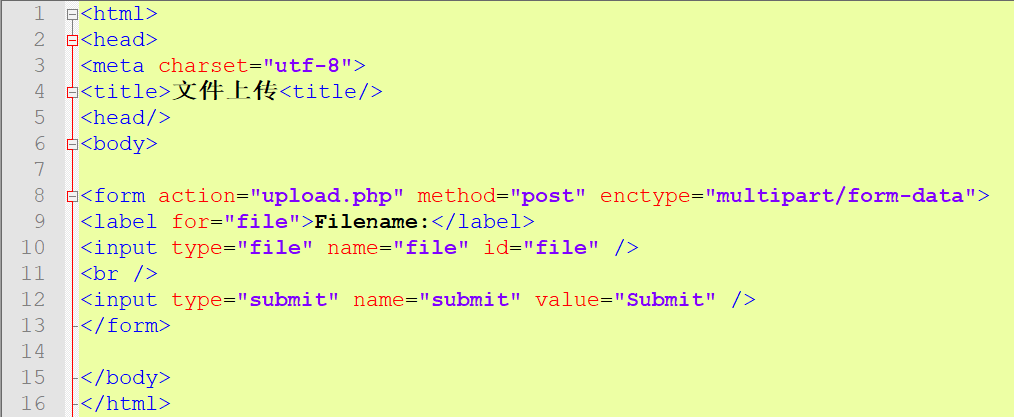 1 <html>
2 <head>
3 <meta charset="utf-8">
4 <title>文件上传<title/>
5 <head/>
6 <body>
7
8 <form action="upload.php" method="post" enctype="multipart/form-data">
9 <label for="file">Filename:</label>
10 <input type="file" name="file" id="file" />
11 <br />
12 <input type="submit" name="submit" value="Submit" />
13 </form>
14
15 </body>
16 </html>